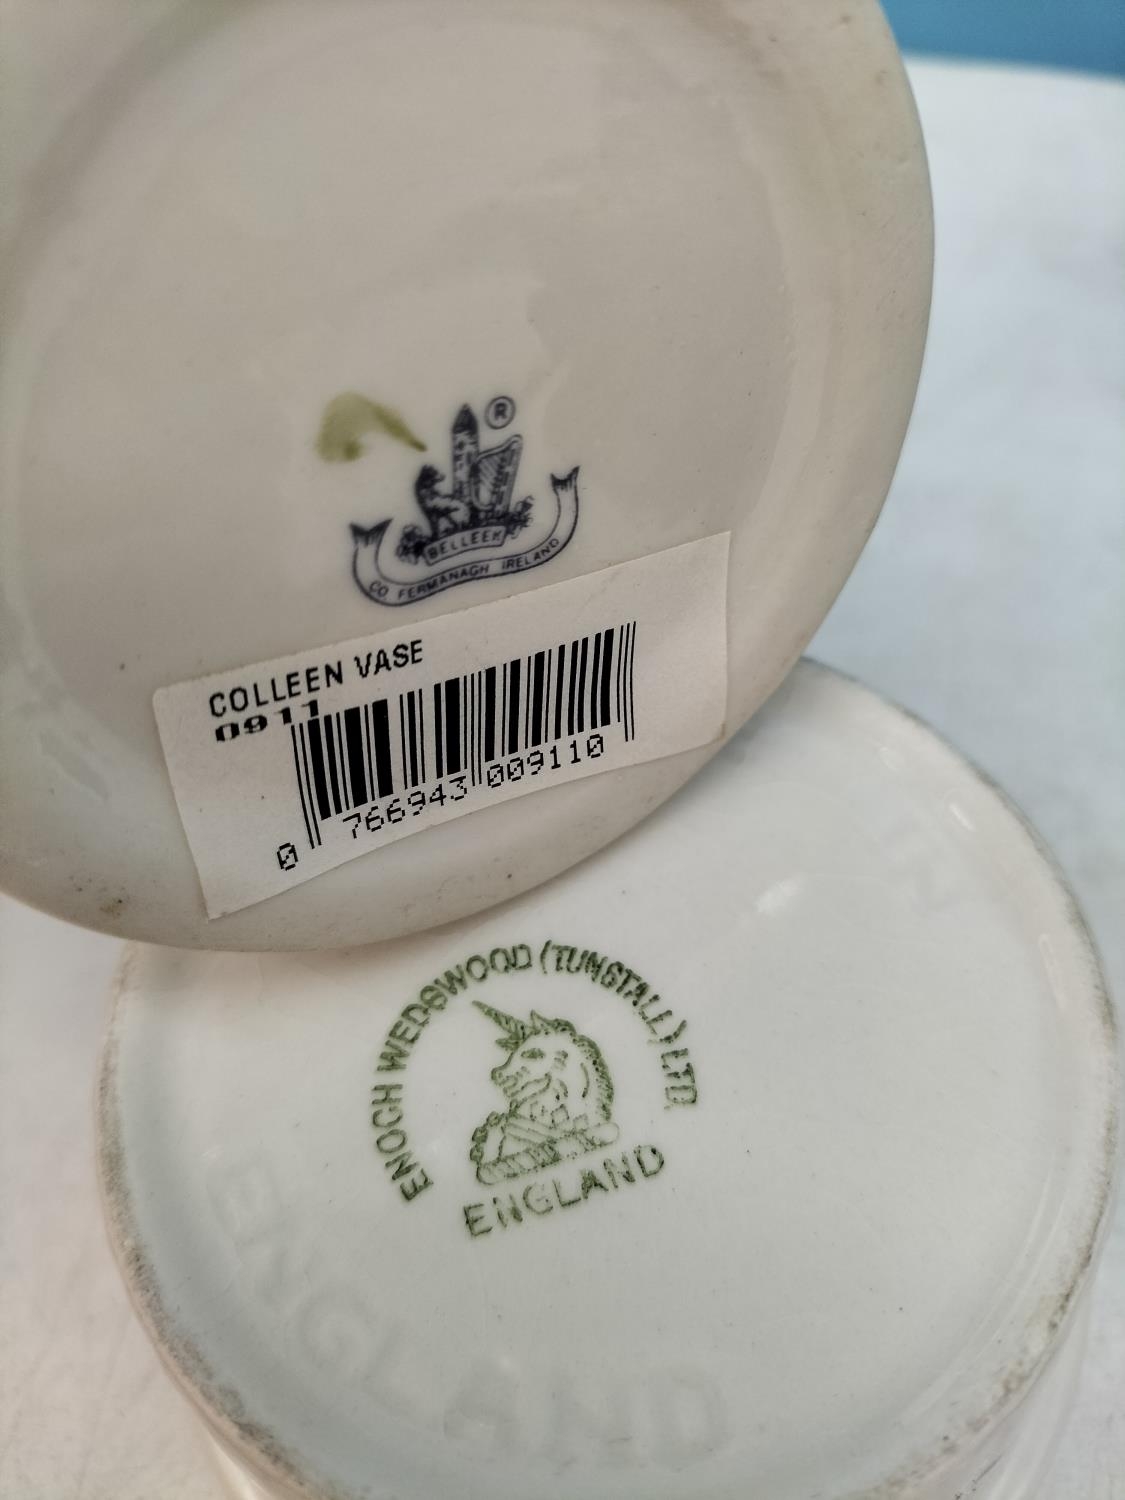 ®
BELLEEK
CO FERMANAGH IRELAND
COLLEEN VASE
0911
0 766943 009110
ENOCH WEDGWOOD (TUNSTALL) LTD.
ENGLAND
ENGLAND